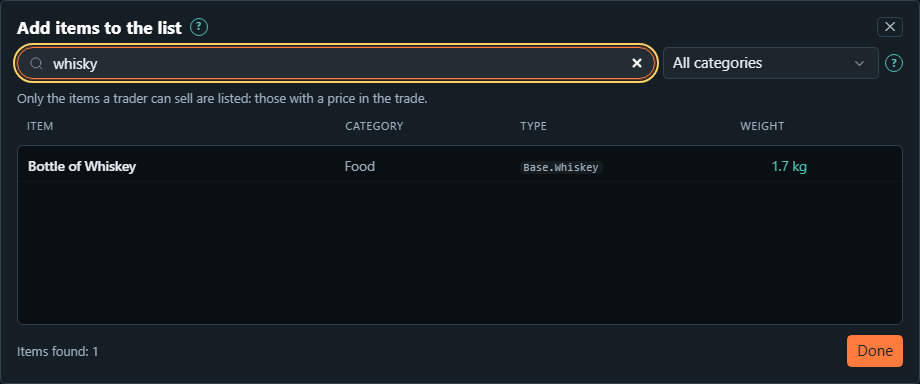 Add items to the list ?
whisky
All categories
?
Only the items a trader can sell are listed: those with a price in the trade.
ITEM CATEGORY TYPE WEIGHT
Bottle of Whiskey Food Base.Whiskey 1.7 kg
Items found: 1
Done